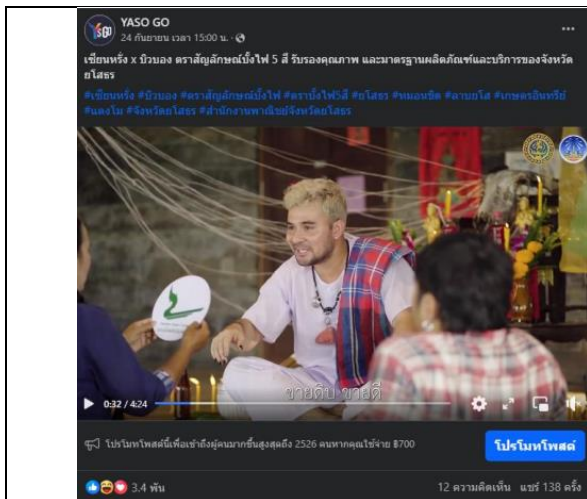 YASO GO
24 กันยายน เวลา 15:00 น. ·
เซียนหรั่ง x บิวบอง ตราสัญลักษณ์บั้งไฟ 5 สี รับรองคุณภาพ และมาตรฐานผลิตภัณฑ์และบริการของจังหวัด
ยโสธร
#เซียนหรั่ง #บิวบอง #ตราสัญลักษณ์บั้งไฟ #ตราบั้งไฟ5สี #ยโสธร #หมอนขิด #ลาบยโส #เกษตรอินทรีย์
#แตงโม #จังหวัดยโสธร #สำนักงานพาณิชย์จังหวัดยโสธร
ขายดิบ ขายดี
0:32 / 4:24
โปรโมทโพสต์นี้เพื่อเข้าถึงผู้คนมากขึ้นสูงสุดถึง 2526 คนหากคุณใช้จ่าย ฿700
โปรโมทโพสต์
3.4 พัน
12 ความคิดเห็น แชร์ 138 ครั้ง